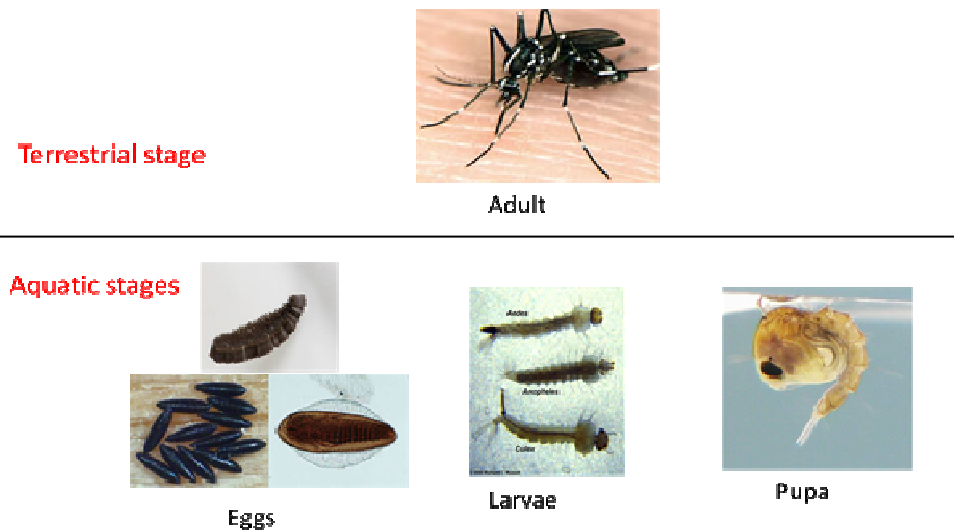 Terrestrial stage
Adult
Aquatic stages
Aedes
Anopheles
Culex
Eggs
Larvae
Pupa